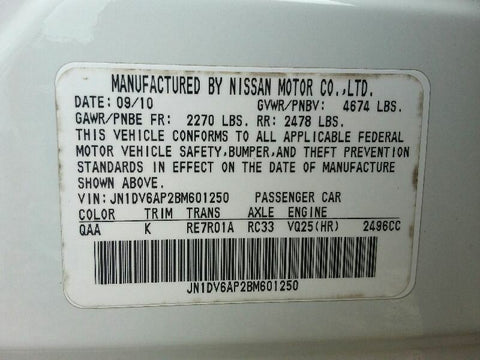 MANUFACTURED BY NISSAN MOTOR CO.,LTD.
DATE: 09/10 GVWR/PNBV: 4674 LBS.
GAWR/PNBE FR: 2270 LBS. RR: 2478 LBS.
THIS VEHICLE CONFORMS TO ALL APPLICABLE FEDERAL
MOTOR VEHICLE SAFETY,BUMPER,AND THEFT PREVENTION
STANDARDS IN EFFECT ON THE DATE OF MANUFACTURE
SHOWN ABOVE.
VIN: JN1DV6AP2BM601250 PASSENGER CAR
COLOR TRIM TRANS AXLE ENGINE
QAA K RE7R01A RC33 VQ25(HR) 2496CC
JN1DV6AP2BM601250